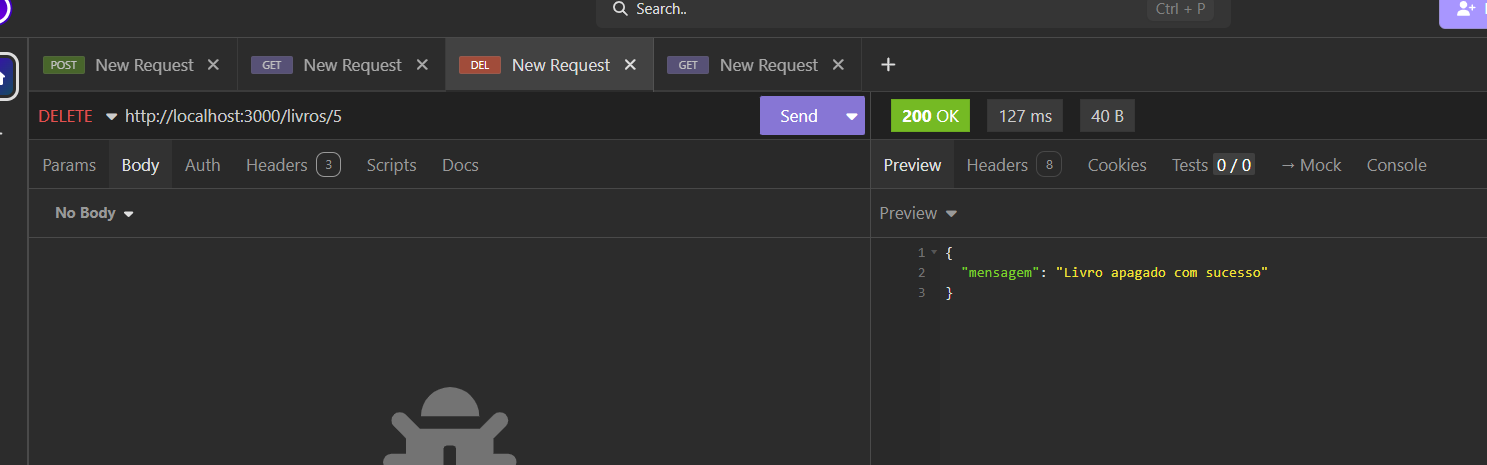 Search..
Ctrl + P
POST New Request
GET New Request
DEL New Request
GET New Request
DELETE http://localhost:3000/livros/5
Send
200 OK
127 ms
40 B
Params
Body
Auth
Headers 3
Scripts
Docs
Preview
Headers 8
Cookies
Tests 0 / 0
→ Mock
Console
No Body
Preview
1 {
2 "mensagem": "Livro apagado com sucesso"
3 }